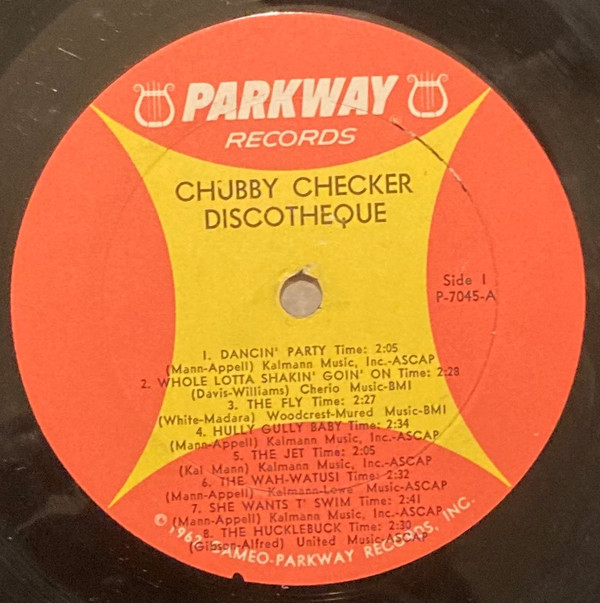 PARKWAY
RECORDS
CHUBBY CHECKER
DISCOTHEQUE
Side 1
P-7045-A
1. DANCIN' PARTY Time: 2:05
(Mann-Appell) Kalmann Music, Inc.-ASCAP
2. WHOLE LOTTA SHAKIN' GOIN' ON Time: 2:28
(Davis-Williams) Cherio Music-BMI
3. THE FLY Time: 2:27
(White-Madara) Woodcrest-Mured Music-BMI
4. HULLY GULLY BABY Time: 2:34
(Mann-Appell) Kalmann Music, Inc.-ASCAP
5. THE JET Time: 2:05
(Kal Mann) Kalmann Music, Inc.-ASCAP
6. THE WAH-WATUSI Time: 2:32
(Mann-Appell) Kalmann-Lowe Music-ASCAP
7. SHE WANTS T' SWIM Time: 2:41
(Mann-Appell) Kalmann Music, Inc.-ASCAP
8. THE HUCKLEBUCK Time: 2:30
(Gibson-Alfred) United Music-ASCAP
© CAMEO-PARKWAY RECORDS, INC.